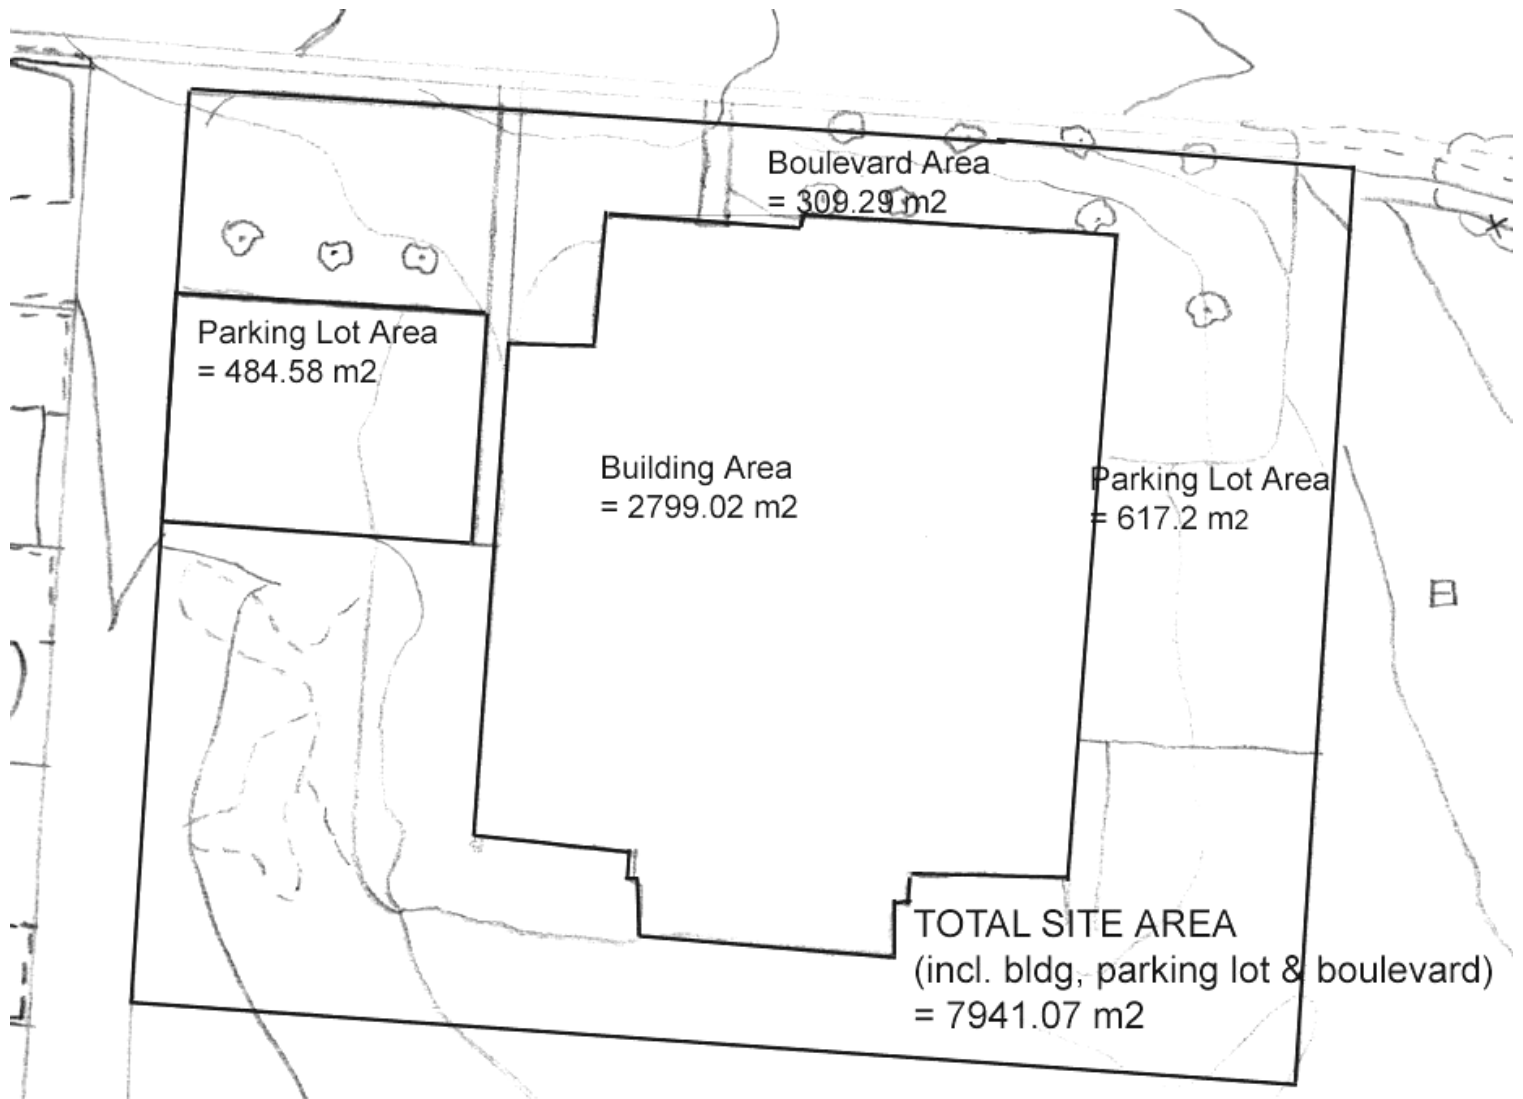 Boulevard Area
= 309.29 m2
Parking Lot Area
= 484.58 m2
Building Area
= 2799.02 m2
Parking Lot Area
= 617.2 m2
TOTAL SITE AREA
(incl. bldg, parking lot & boulevard)
= 7941.07 m2